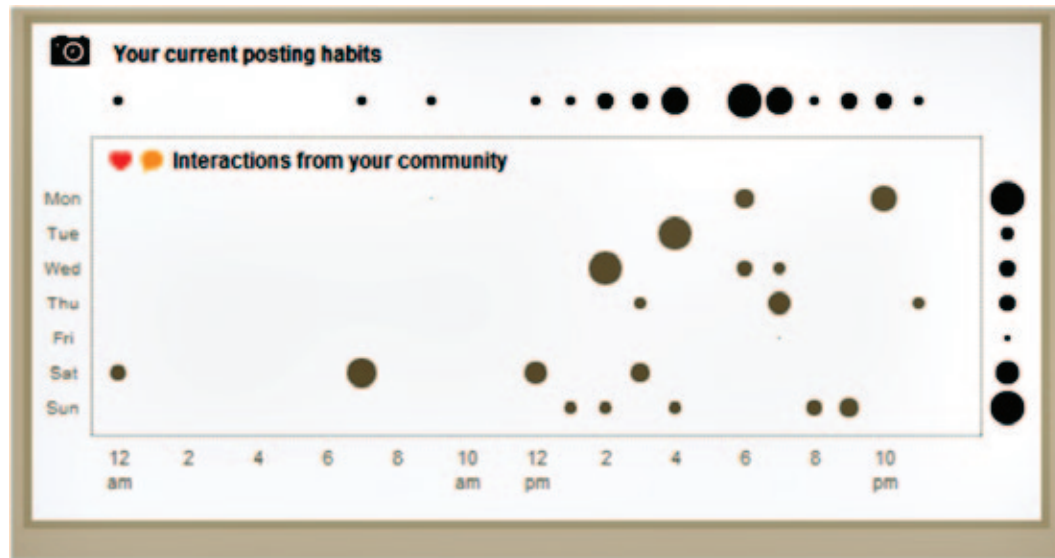 Your current posting habits
Interactions from your community
Mon
Tue
Wed
Thu
Fri
Sat
Sun
12 2 4 6 8 10 12 2 4 6 8 10
am am pm pm